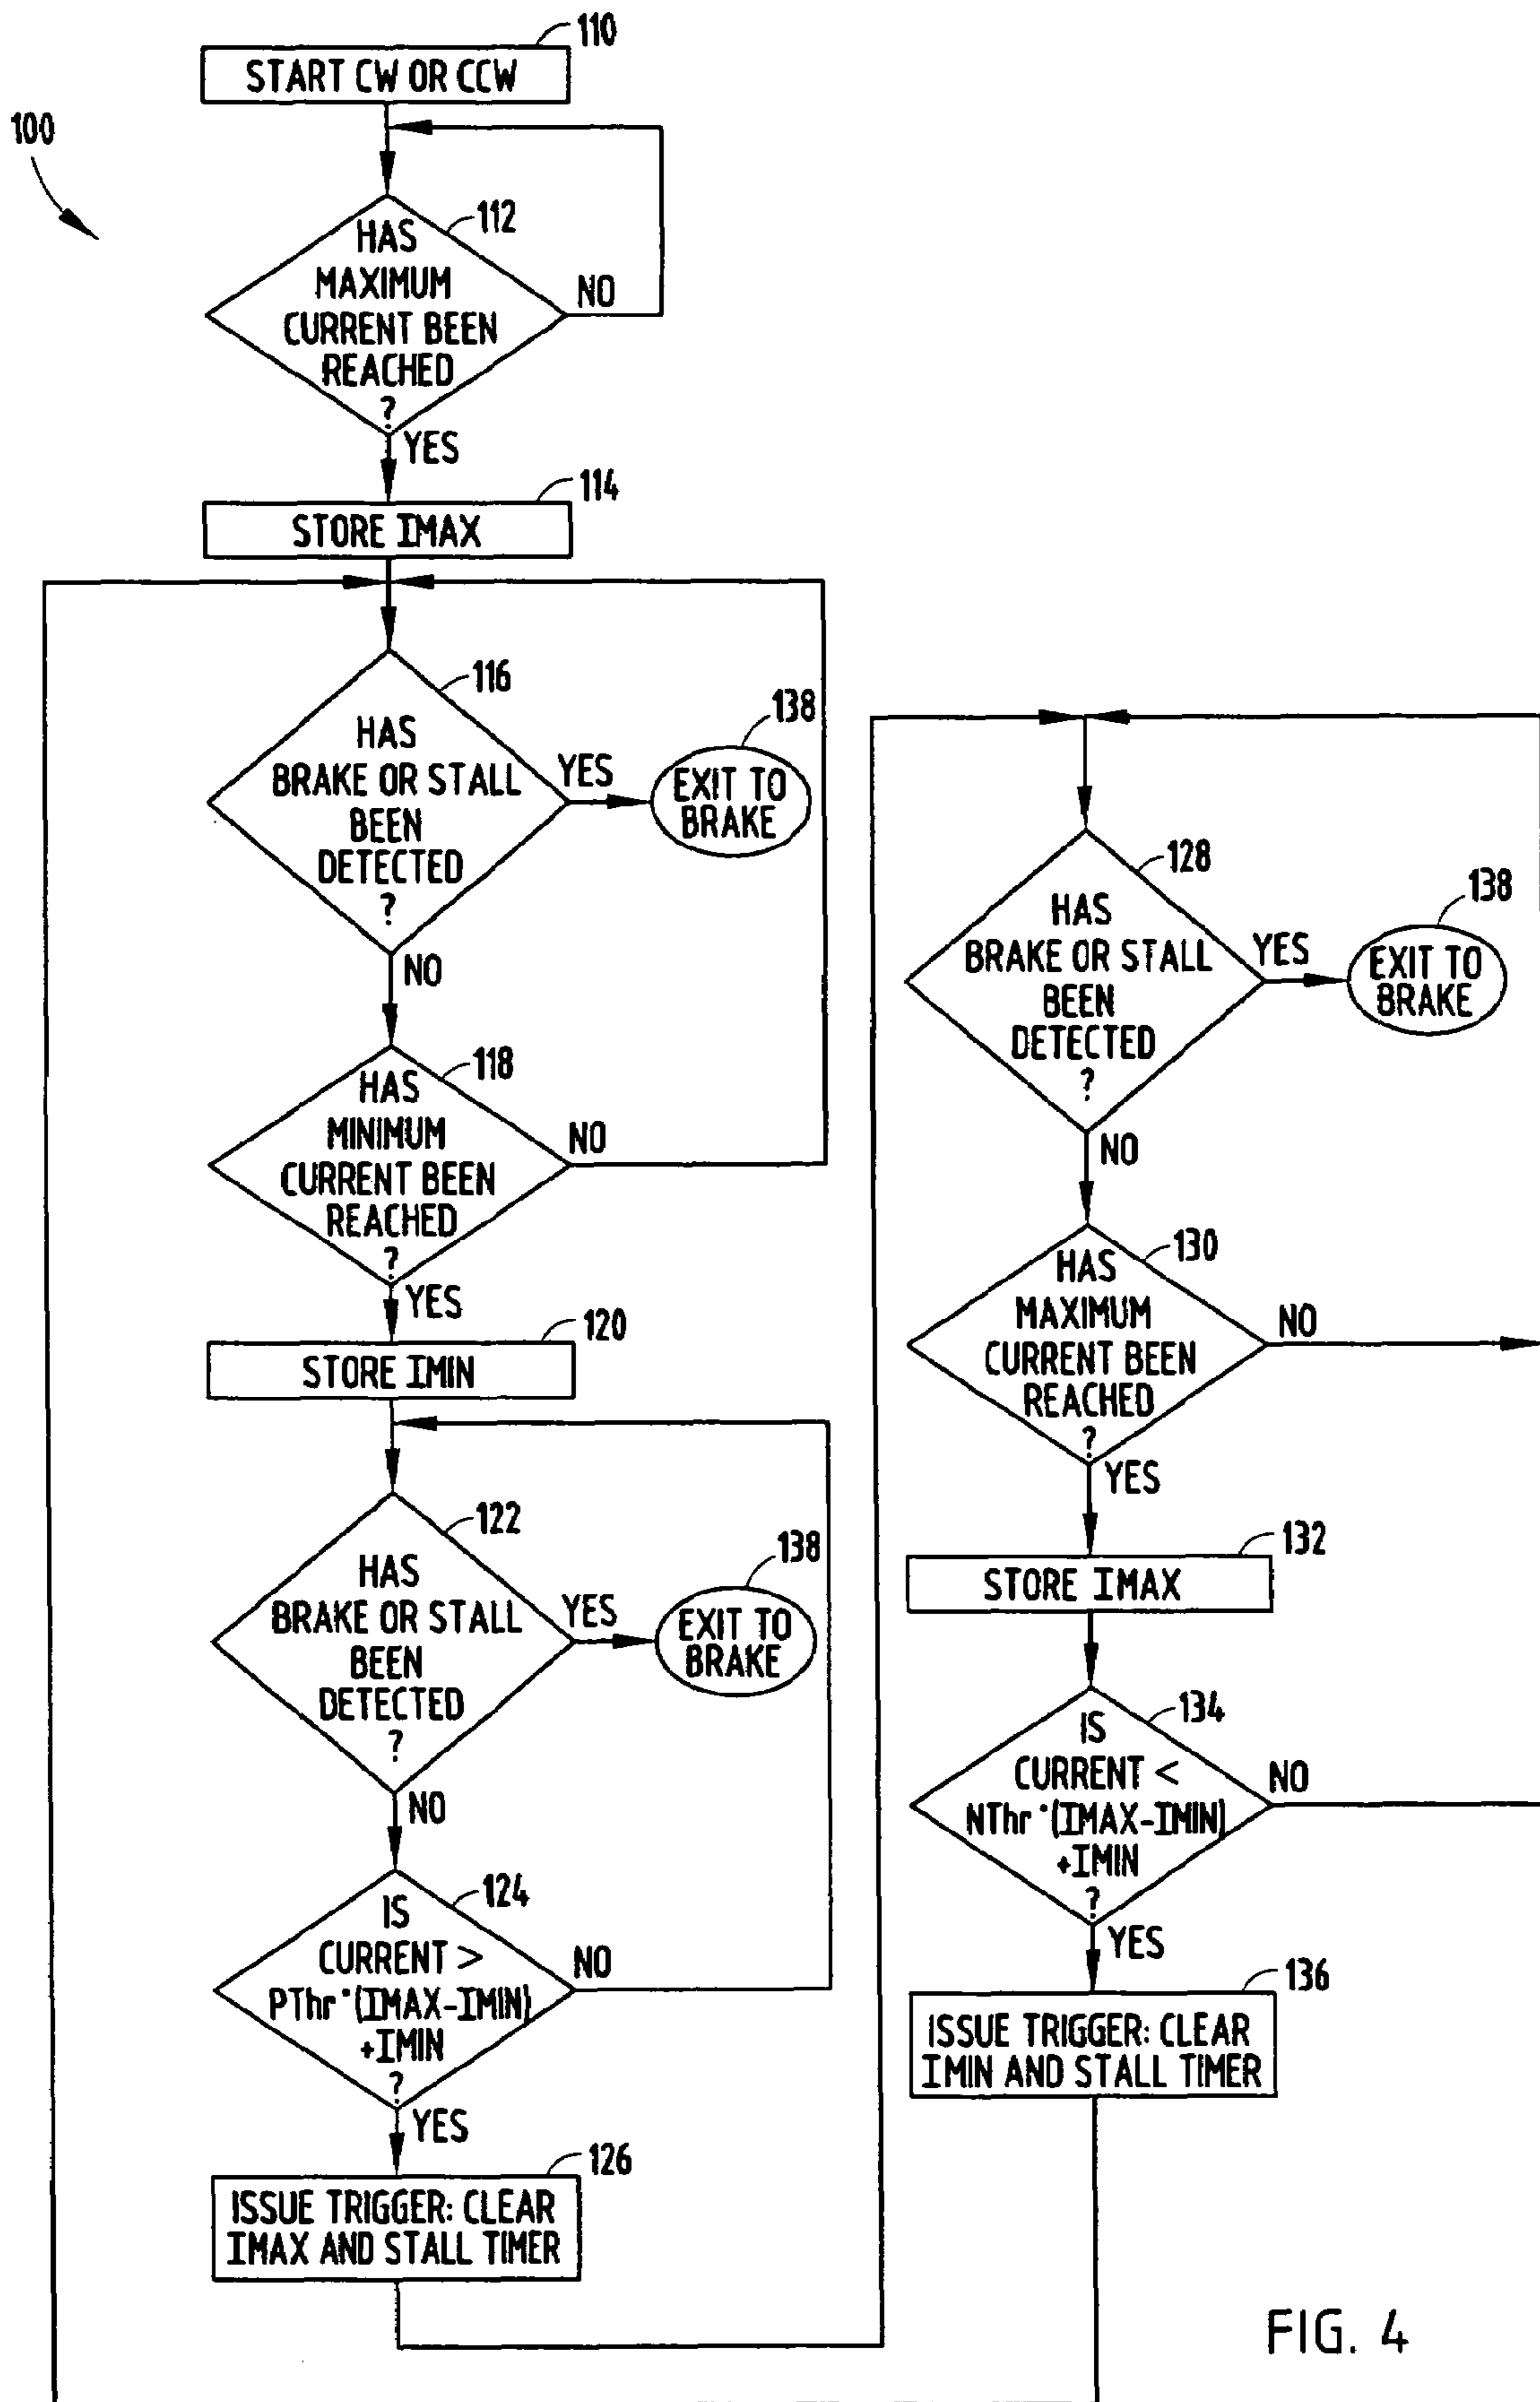 110
START CW OR CCW
100
112
HAS
MAXIMUM
CURRENT BEEN
REACHED
?
NO
YES
114
STORE IMAX
116
HAS
BRAKE OR STALL
BEEN
DETECTED
?
YES
138
EXIT TO
BRAKE
NO
118
HAS
MINIMUM
CURRENT BEEN
REACHED
?
NO
YES
120
STORE IMIN
122
HAS
BRAKE OR STALL
BEEN
DETECTED
?
YES
138
EXIT TO
BRAKE
NO
124
IS
CURRENT >
PThr·(IMAX-IMIN)
+IMIN
?
NO
YES
126
ISSUE TRIGGER: CLEAR
IMAX AND STALL TIMER
128
HAS
BRAKE OR STALL
BEEN
DETECTED
?
YES
138
EXIT TO
BRAKE
NO
130
HAS
MAXIMUM
CURRENT BEEN
REACHED
?
NO
YES
132
STORE IMAX
134
IS
CURRENT <
NThr·(IMAX-IMIN)
+IMIN
?
NO
YES
136
ISSUE TRIGGER: CLEAR
IMIN AND STALL TIMER
FIG. 4